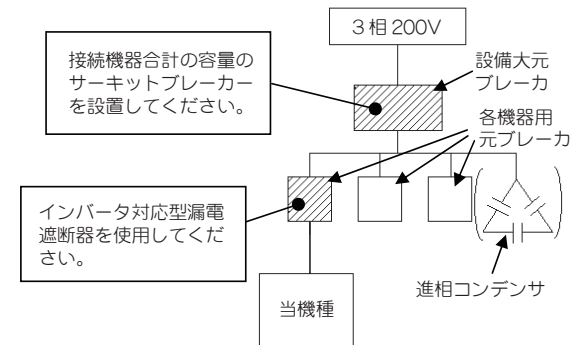 3相200V
接続機器合計の容量の
サーキットブレーカー
を設置してください。
設備大元
ブレーカ
各機器用
元ブレーカ
インバータ対応型漏電
遮断器を使用してくだ
さい。
進相コンデンサ
当機種